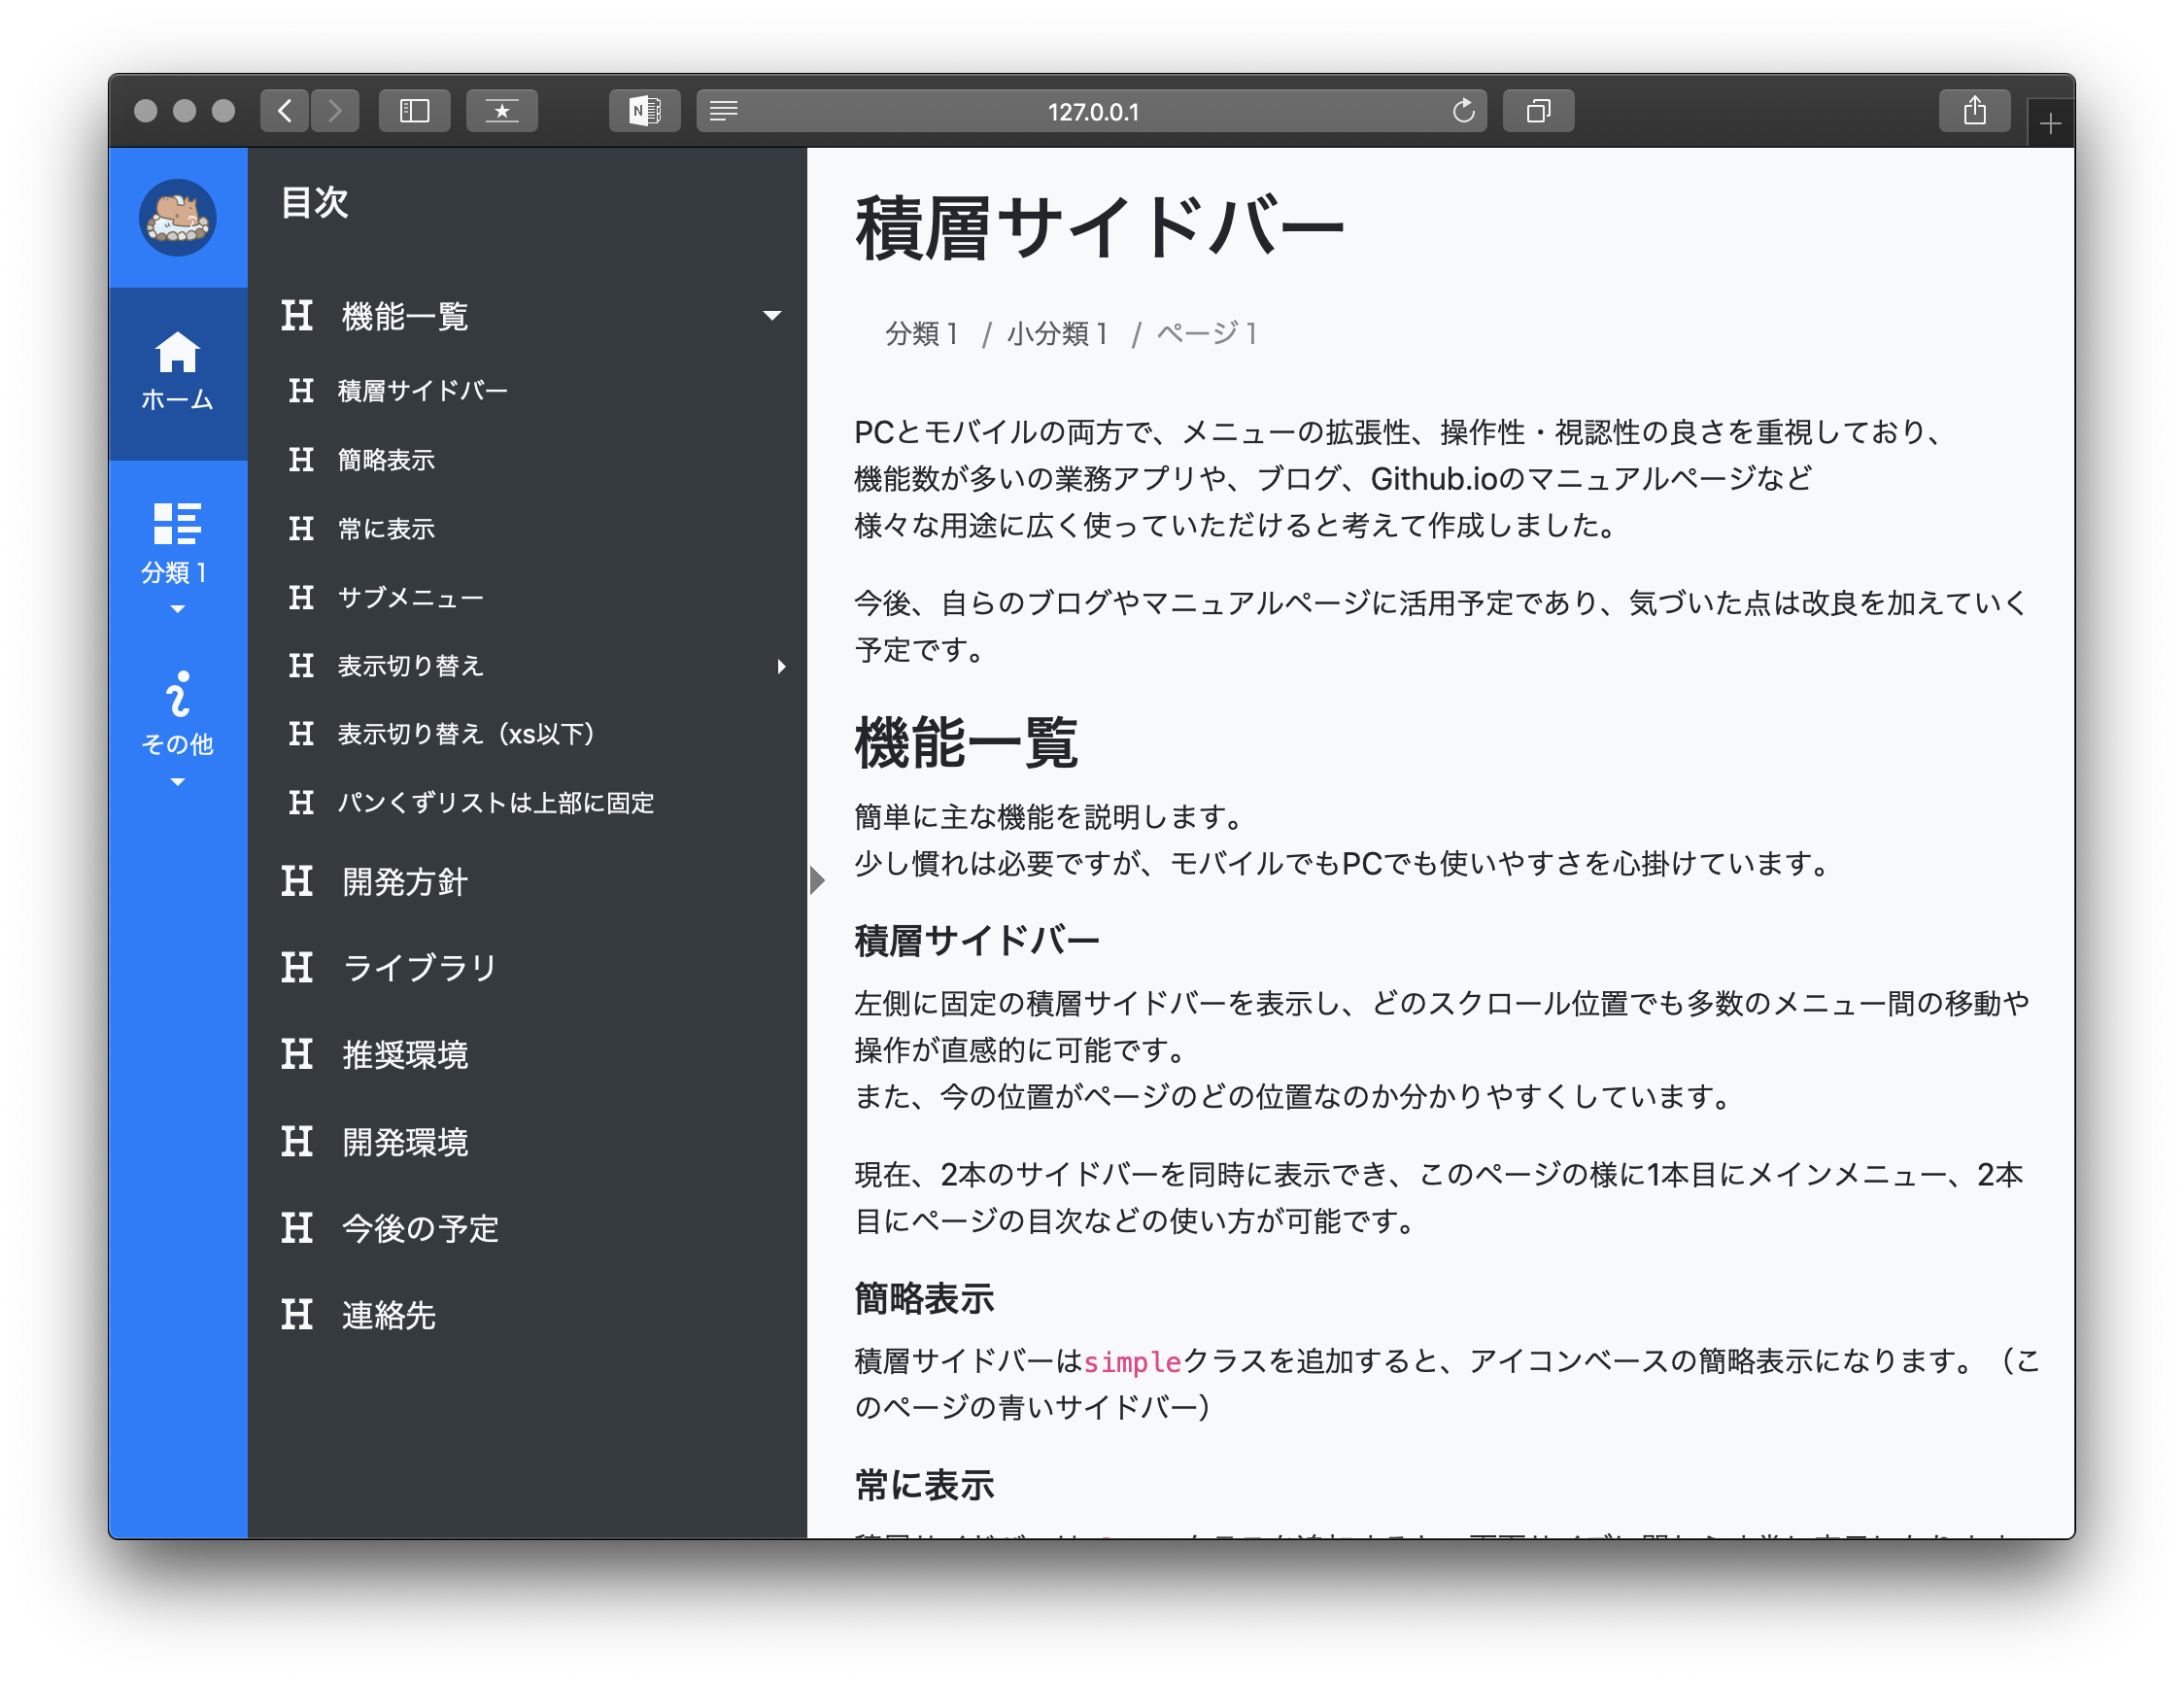 127.0.0.1
ホーム
分類 1
その他
目次
H 機能一覧
H 積層サイドバー
H 簡略表示
H 常に表示
H サブメニュー
H 表示切り替え
H 表示切り替え（xs以下）
H パンくずリストは上部に固定
H 開発方針
H ライブラリ
H 推奨環境
H 開発環境
H 今後の予定
H 連絡先
積層サイドバー
分類 1 / 小分類 1 / ページ 1
PCとモバイルの両方で、メニューの拡張性、操作性・視認性の良さを重視しており、
機能数が多いの業務アプリや、ブログ、Github.ioのマニュアルページなど
様々な用途に広く使っていただけると考えて作成しました。
今後、自らのブログやマニュアルページに活用予定であり、気づいた点は改良を加えていく
予定です。
機能一覧
簡単に主な機能を説明します。
少し慣れは必要ですが、モバイルでもPCでも使いやすさを心掛けています。
積層サイドバー
左側に固定の積層サイドバーを表示し、どのスクロール位置でも多数のメニュー間の移動や
操作が直感的に可能です。
また、今の位置がページのどの位置なのか分かりやすくしています。
現在、2本のサイドバーを同時に表示でき、このページの様に1本目にメインメニュー、2本
目にページの目次などの使い方が可能です。
簡略表示
積層サイドバーはsimpleクラスを追加すると、アイコンベースの簡略表示になります。（こ
のページの青いサイドバー）
常に表示